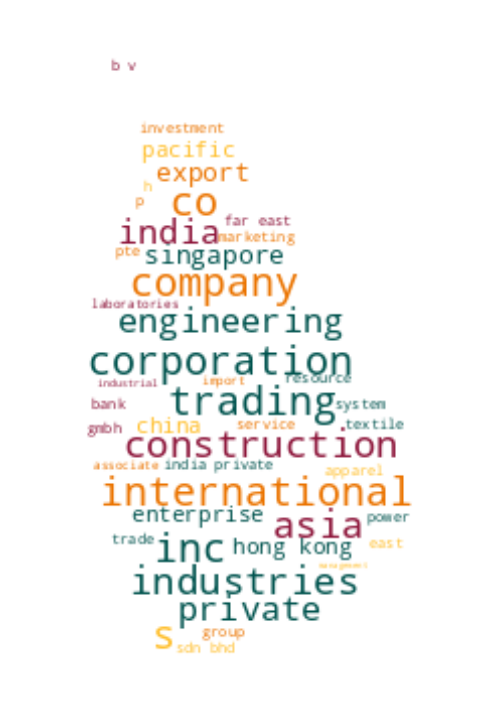 b v
investment
pacific
export
h
p co
far east
india marketing
pte singapore
company
laboratories
engineering
corporation
industrial import resource
bank trading system
gmbh china service textile
construction
associate india private apparel
international
enterprise asia power
trade inc hong kong east
management
industries
private
s group
sdn bhd